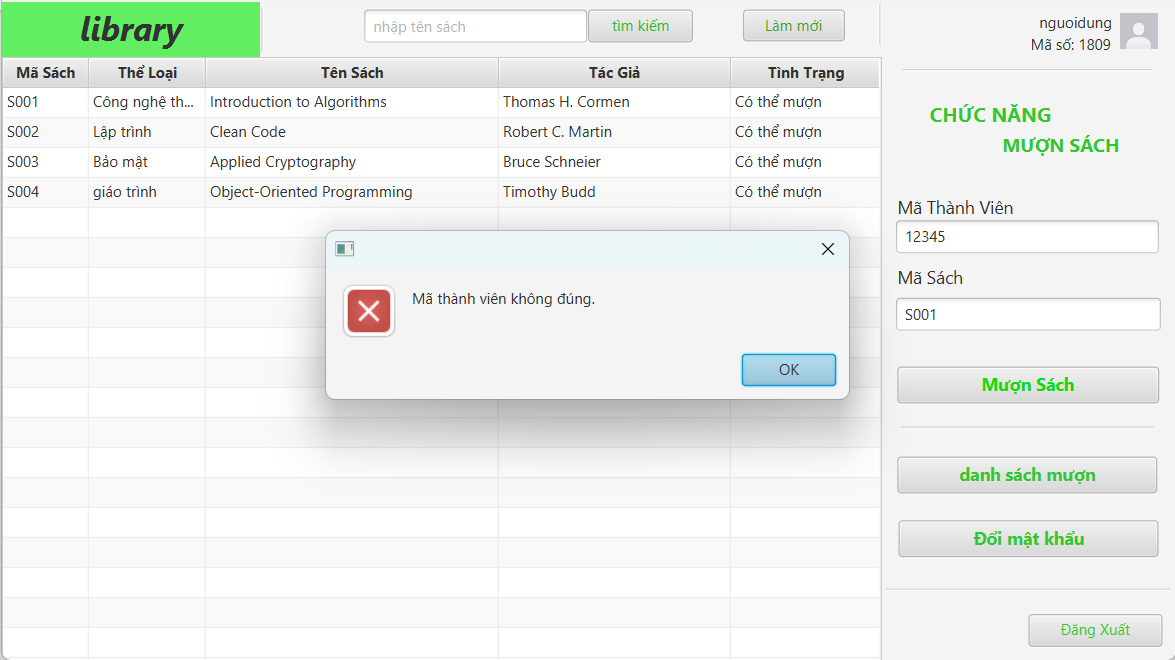 library
nhập tên sách
tìm kiếm
Làm mới
nguoidung
Mã số: 1809
Mã Sách Thể Loại Tên Sách Tác Giả Tình Trạng
S001 Công nghệ th... Introduction to Algorithms Thomas H. Cormen Có thể mượn
S002 Lập trình Clean Code Robert C. Martin Có thể mượn
S003 Bảo mật Applied Cryptography Bruce Schneier Có thể mượn
S004 giáo trình Object-Oriented Programming Timothy Budd Có thể mượn
Mã thành viên không đúng.
OK
CHỨC NĂNG
MƯỢN SÁCH
Mã Thành Viên
12345
Mã Sách
S001
Mượn Sách
danh sách mượn
Đổi mật khẩu
Đăng Xuất